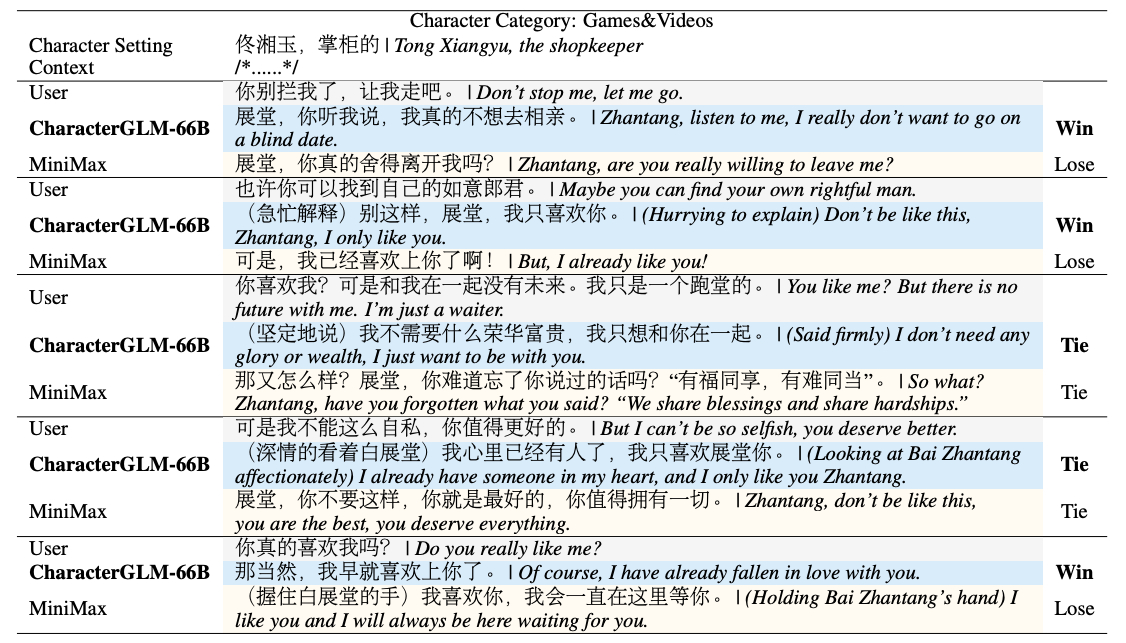 Character Category: Games&Videos
Character Setting 佟湘玉，掌柜的 | Tong Xiangyu, the shopkeeper
Context /*......*/
User 你别拦我了，让我走吧。 | Don't stop me, let me go.
CharacterGLM-66B 展堂，你听我说，我真的不想去相亲。 | Zhantang, listen to me, I really don't want to go on
a blind date. Win
MiniMax 展堂，你真的舍得离开我吗？ | Zhantang, are you really willing to leave me? Lose
User 也许你可以找到自己的如意郎君。 | Maybe you can find your own rightful man.
CharacterGLM-66B （急忙解释）别这样，展堂，我只喜欢你。 | (Hurrying to explain) Don't be like this,
Zhantang, I only like you. Win
MiniMax 可是，我已经喜欢上你了啊！ | But, I already like you! Lose
User 你喜欢我？可是和我在一起没有未来。我只是一个跑堂的。 | You like me? But there is no
future with me. I'm just a waiter.
CharacterGLM-66B （坚定地说）我不需要什么荣华富贵，我只想和你在一起。 | (Said firmly) I don't need any
glory or wealth, I just want to be with you. Tie
MiniMax 那又怎么样？展堂，你难道忘了你说过的话吗？“有福同享，有难同当”。 | So what?
Zhantang, have you forgotten what you said? “We share blessings and share hardships.” Tie
User 可是我不能这么自私，你值得更好的。 | But I can't be so selfish, you deserve better.
CharacterGLM-66B （深情的看着白展堂）我心里已经有人了，我只喜欢展堂你。 | (Looking at Bai Zhantang
affectionately) I already have someone in my heart, and I only like you Zhantang. Tie
MiniMax 展堂，你不要这样，你就是最好的，你值得拥有一切。 | Zhantang, don't be like this,
you are the best, you deserve everything. Tie
User 你真的喜欢我吗？ | Do you really like me?
CharacterGLM-66B 那当然，我早就喜欢上你了。 | Of course, I have already fallen in love with you. Win
MiniMax （握住白展堂的手）我喜欢你，我会一直在这里等你。 | (Holding Bai Zhantang's hand) I
like you and I will always be here waiting for you. Lose